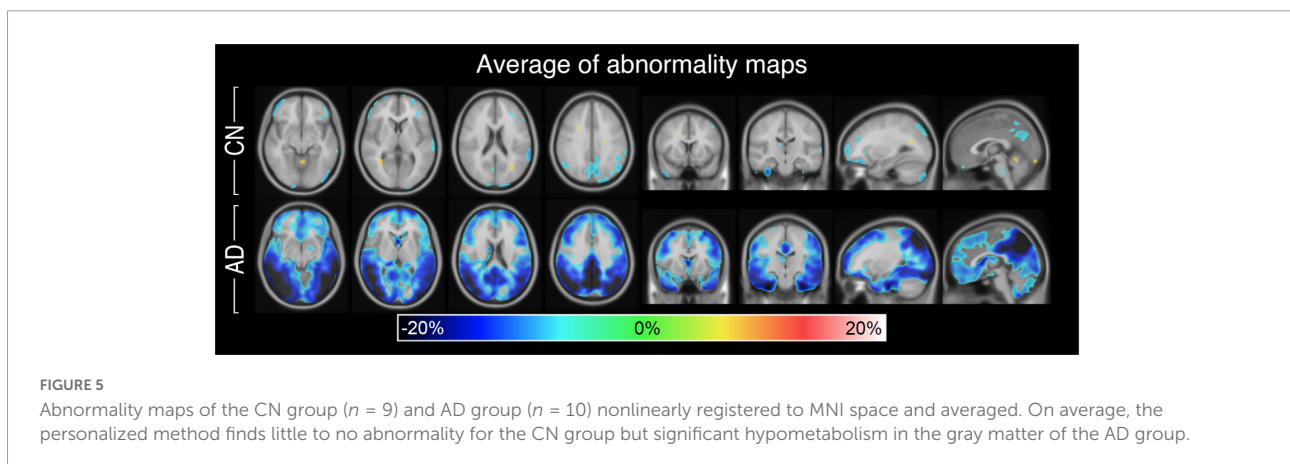 Average of abnormality maps
CN
AD
-20% 0% 20%
FIGURE 5
Abnormality maps of the CN group (n = 9) and AD group (n = 10) nonlinearly registered to MNI space and averaged. On average, the
personalized method finds little to no abnormality for the CN group but significant hypometabolism in the gray matter of the AD group.